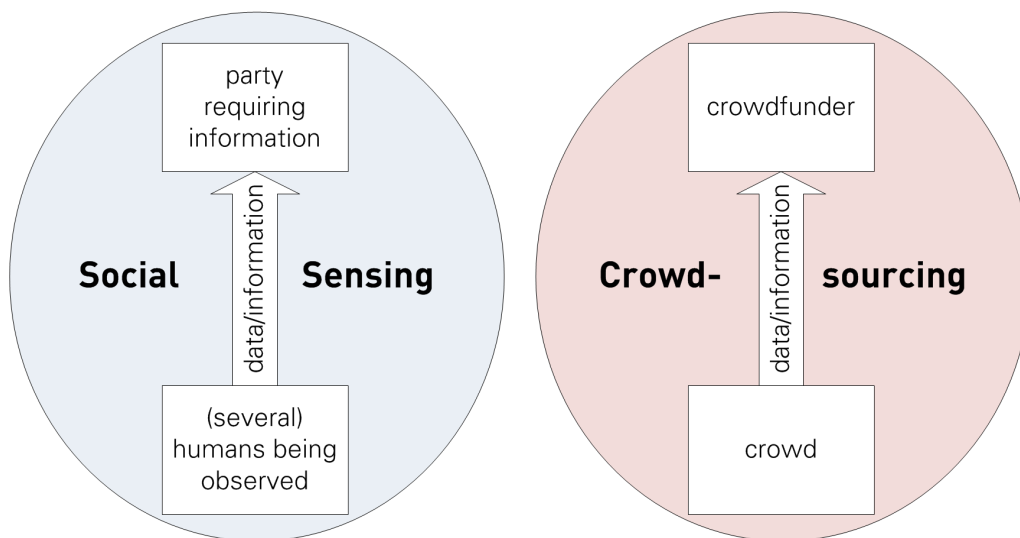 party
requiring
information
data/information
Social
Sensing
(several)
humans being
observed
crowdfunder
data/information
Crowd-
sourcing
crowd